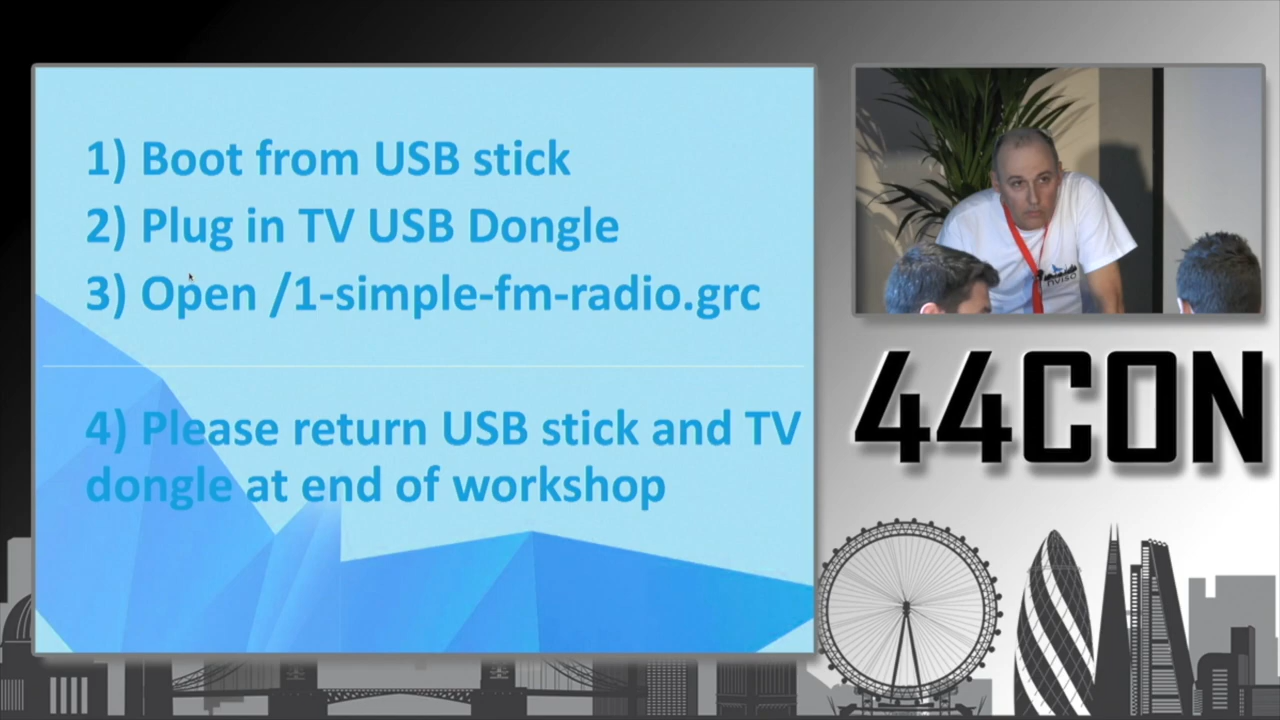 1) Boot from USB stick
2) Plug in TV USB Dongle
3) Open /1-simple-fm-radio.grc
4) Please return USB stick and TV
dongle at end of workshop
NVISO
44CON